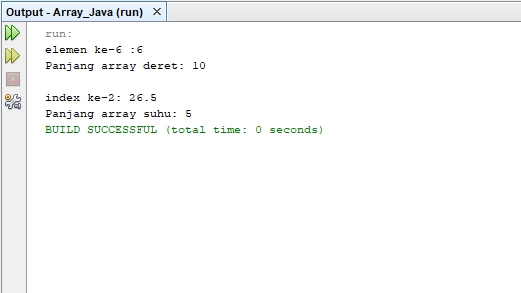 Output - Array_Java (run)
run:
elemen ke-6 :6
Panjang array deret: 10
index ke-2: 26.5
Panjang array suhu: 5
BUILD SUCCESSFUL (total time: 0 seconds)